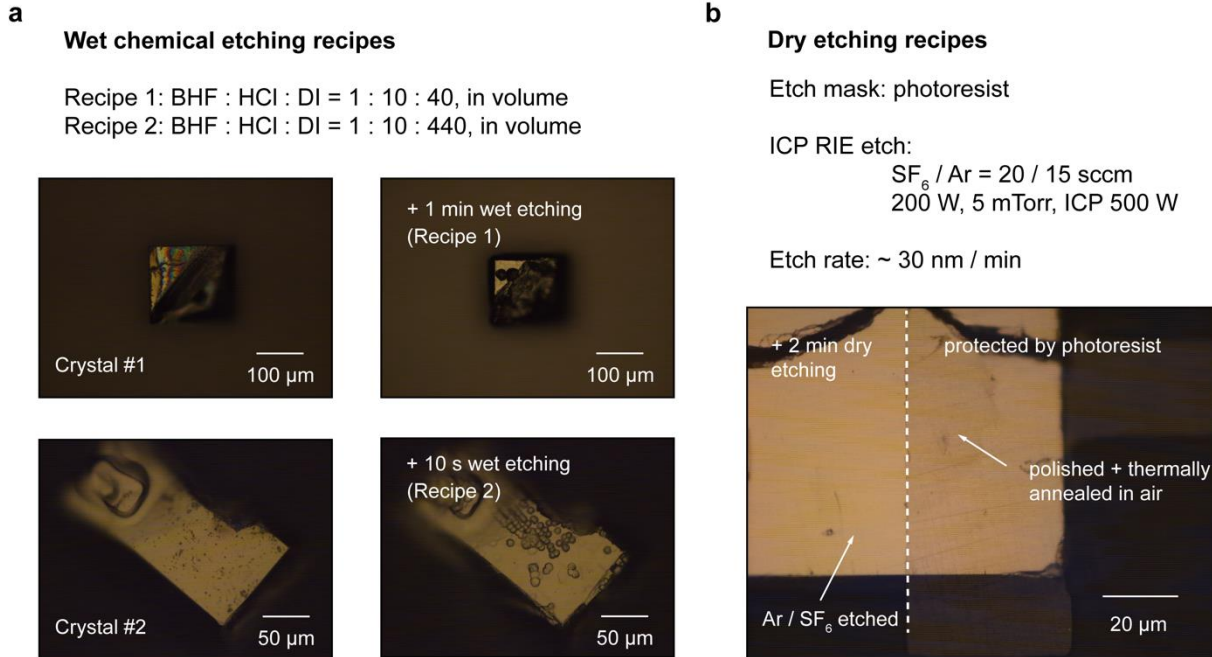 a
Wet chemical etching recipes
Recipe 1: BHF : HCl : DI = 1 : 10 : 40, in volume
Recipe 2: BHF : HCl : DI = 1 : 10 : 440, in volume
Crystal #1
100 µm
+ 1 min wet etching
(Recipe 1)
100 µm
Crystal #2
50 µm
+ 10 s wet etching
(Recipe 2)
50 µm
b
Dry etching recipes
Etch mask: photoresist
ICP RIE etch:
SF₆ / Ar = 20 / 15 sccm
200 W, 5 mTorr, ICP 500 W
Etch rate: ~ 30 nm / min
+ 2 min dry
etching
protected by photoresist
polished + thermally
annealed in air
Ar / SF₆ etched
20 µm